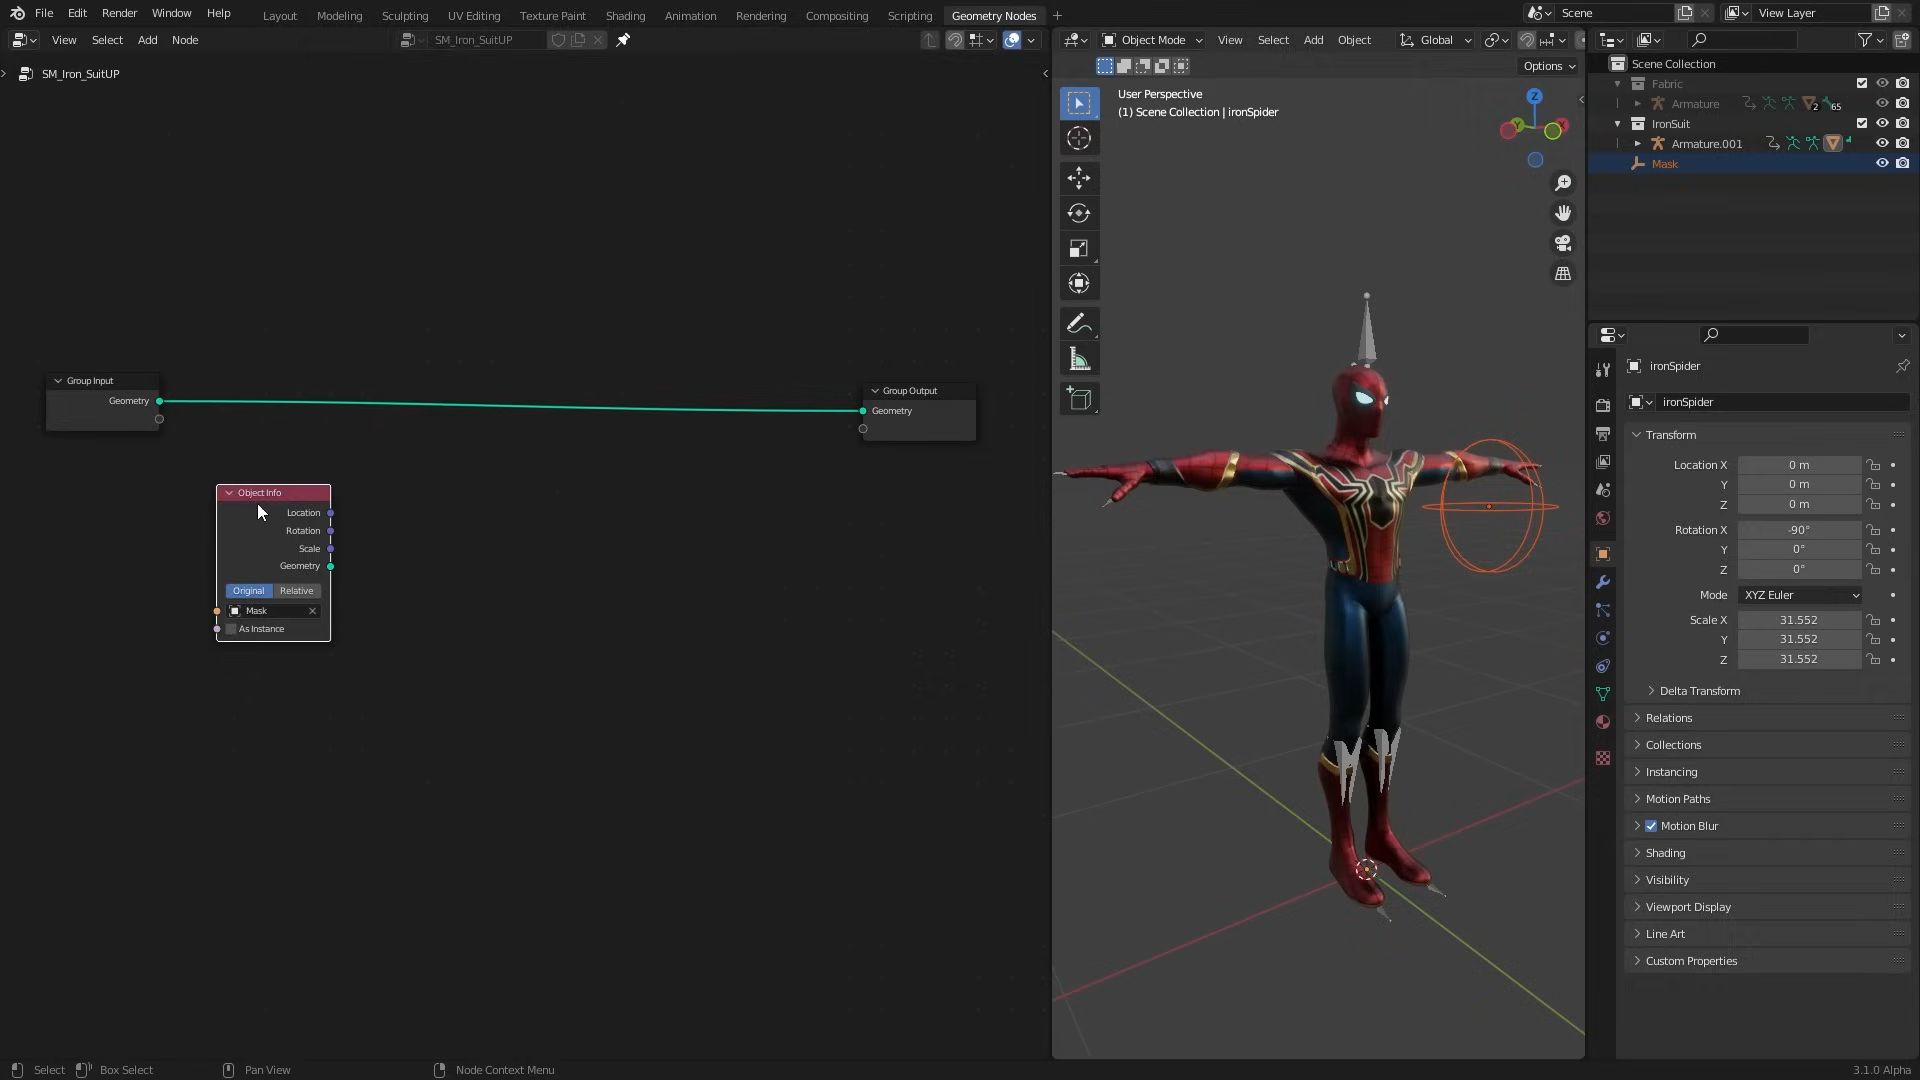 File Edit Render Window Help Layout Modeling Sculpting UV Editing Texture Paint Shading Animation Rendering Compositing Scripting Geometry Nodes + Scene View Layer
View Select Add Node SM_Iron_SuitUP
SM_Iron_SuitUP
Group Input
Geometry
Group Output
Geometry
Object Info
Location
Rotation
Scale
Geometry
Original Relative
Mask
As Instance
Object Mode View Select Add Object Global
Options
User Perspective
(1) Scene Collection | ironSpider
Z
Scene Collection
Fabric
Armature 2 65
IronSuit
Armature.001
Mask
ironSpider
ironSpider
Transform
Location X 0 m
Y 0 m
Z 0 m
Rotation X -90°
Y 0°
Z 0°
Mode XYZ Euler
Scale X 31.552
Y 31.552
Z 31.552
Delta Transform
Relations
Collections
Instancing
Motion Paths
Motion Blur
Shading
Visibility
Viewport Display
Line Art
Custom Properties
Select Box Select Pan View Node Context Menu 3.1.0 Alpha